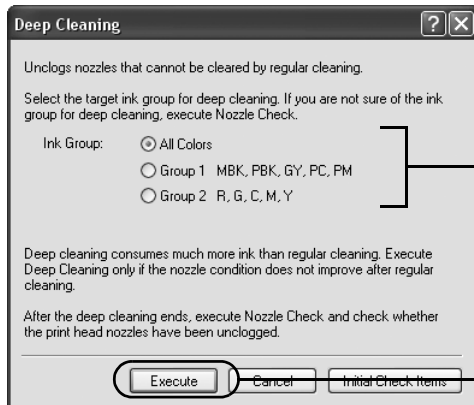 Deep Cleaning
Unclogs nozzles that cannot be cleared by regular cleaning.
Select the target ink group for deep cleaning. If you are not sure of the ink
group for deep cleaning, execute Nozzle Check.
Ink Group: All Colors
Group 1 MBK, PBK, GY, PC, PM
Group 2 R, G, C, M, Y
Deep cleaning consumes much more ink than regular cleaning. Execute
Deep Cleaning only if the nozzle condition does not improve after regular
cleaning.
After the deep cleaning ends, execute Nozzle Check and check whether
the print head nozzles have been unclogged.
Execute Cancel Initial Check Items